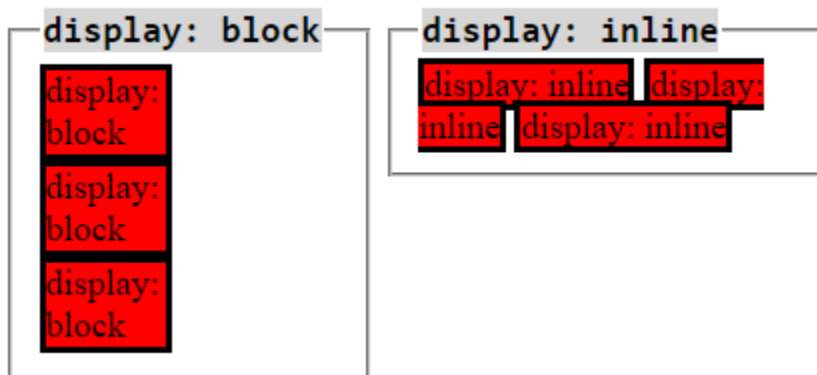 display: block
display:
block
display:
block
display:
block
display: inline
display: inline display:
inline display: inline